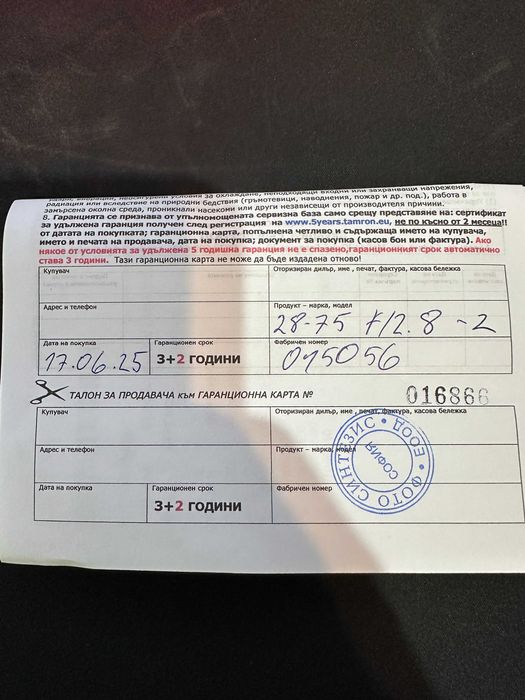 за охлаждане, неподходящи входни или захранващи напрежения,
радиация или вследствие на природни бедствия (гръмотевици, наводнения, пожар и др. под.), работа в
замърсена околна среда, проникнали насекоми или други независещи от производителя причини.
8. Гаранцията се признава от упълномощената сервизна база само срещу представяне на: сертификат
за удължена гаранция получен след регистрация на www.5years.tamron.eu, не по късно от 2 месеца!!
от датата на покупката; гаранционна карта, попълнена четливо и съдържаща името на купувача,
името и печата на продавача, дата на покупка; документ за покупка (касов бон или фактура). Ако
някое от условията за удължена 5 годишна гаранция не е спазено,гаранционният срок автоматично
става 3 години. Тази гаранционна карта не може да бъде издадена отново!
Купувач
Оторизиран дилър, име , печат, фактура, касова бележка
Адрес и телефон
Продукт – марка, модел
28-75 f/2.8 -2
Дата на покупка
Гаранционен срок
Фабричен номер
17.06.25
3+2 ГОДИНИ
015056
ТАЛОН ЗА ПРОДАВАЧА към ГАРАНЦИОННА КАРТА №
016866
Купувач
Оторизиран дилър, име , печат, фактура, касова бележка
Адрес и телефон
Продукт – марка, модел
ФОТО СИНТЕЗИС • ЕООД •
СОФИЯ
Дата на покупка
Гаранционен срок
Фабричен номер
3+2 ГОДИНИ